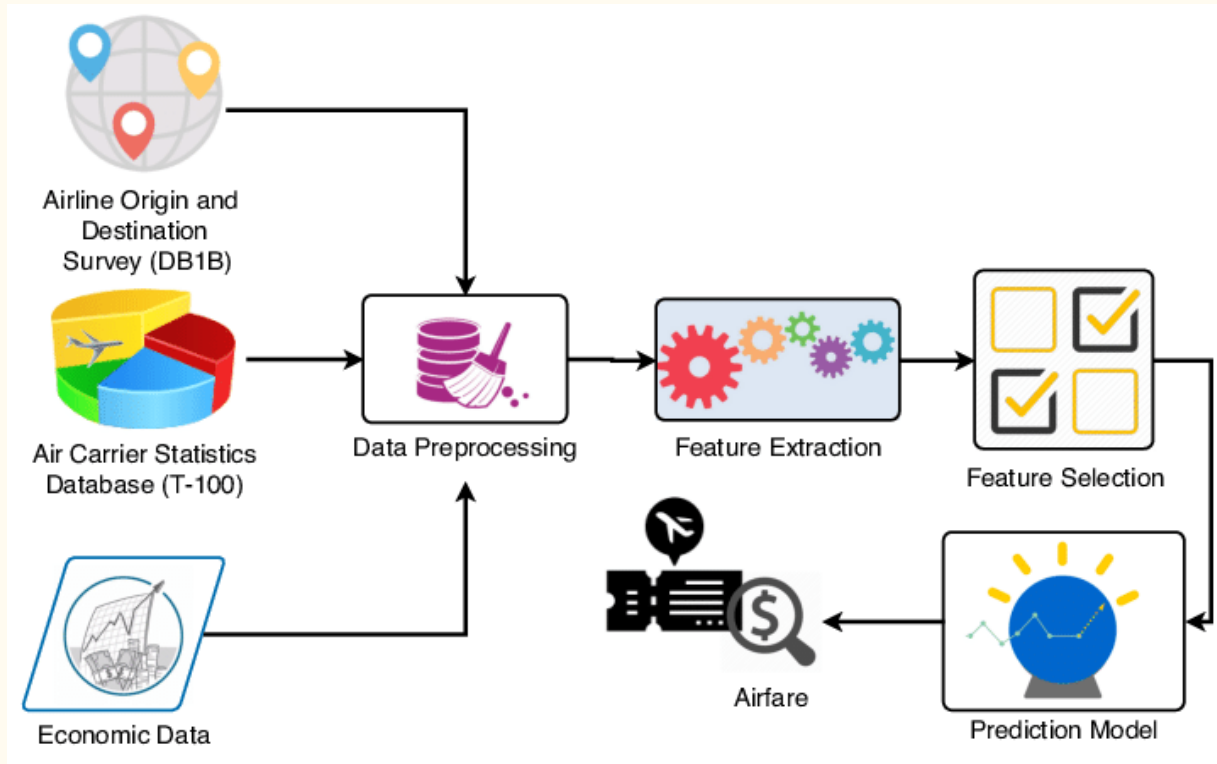 Airline Origin and
Destination
Survey (DB1B)
Air Carrier Statistics
Database (T-100)
Economic Data
Data Preprocessing
Feature Extraction
Feature Selection
Prediction Model
$
Airfare